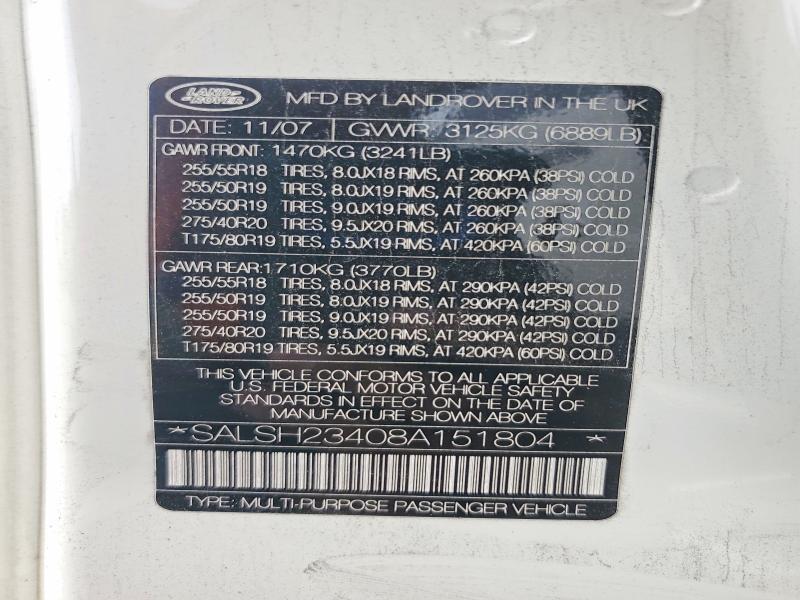 LAND
ROVER
MFD BY LANDROVER IN THE UK
DATE: 11/07 GWWR: 3125KG (6889LB)
GAWR FRONT: 1470KG (3241LB)
255/55R18 TIRES, 8.0JX18 RIMS, AT 260KPA (38PSI) COLD
255/50R19 TIRES, 8.0JX19 RIMS, AT 260KPA (38PSI) COLD
255/50R19 TIRES, 9.0JX19 RIMS, AT 260KPA (38PSI) COLD
275/40R20 TIRES, 9.5JX20 RIMS, AT 260KPA (38PSI) COLD
T175/80R19 TIRES, 5.5JX19 RIMS, AT 420KPA (60PSI) COLD
GAWR REAR: 1710KG (3770LB)
255/55R18 TIRES, 8.0JX18 RIMS, AT 290KPA (42PSI) COLD
255/50R19 TIRES, 8.0JX19 RIMS, AT 290KPA (42PSI) COLD
255/50R19 TIRES, 9.0JX19 RIMS, AT 290KPA (42PSI) COLD
275/40R20 TIRES, 9.5JX20 RIMS, AT 290KPA (42PSI) COLD
T175/80R19 TIRES, 5.5JX19 RIMS, AT 420KPA (60PSI) COLD
THIS VEHICLE CONFORMS TO ALL APPLICABLE
U.S. FEDERAL MOTOR VEHICLE SAFETY
STANDARDS IN EFFECT ON THE DATE OF
MANUFACTURE SHOWN ABOVE
*SALSH23408A151804 *
TYPE: MULTI-PURPOSE PASSENGER VEHICLE